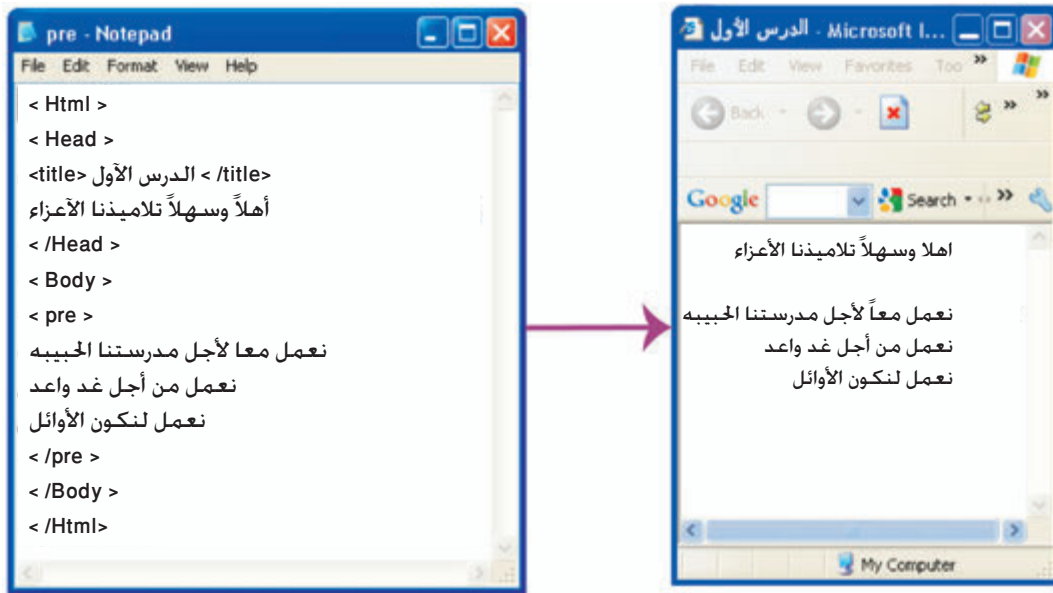 pre - Notepad
File Edit Format View Help
< Html >
< Head >
<title> الدرس الآول < /title>
أهلاً وسهلاً تلاميذنا الآعزاء
< /Head >
< Body >
< pre >
نعمل معا لأجل مدرستنا الحبيبه
نعمل من أجل غد واعد
نعمل لنكون الأوائل
< /pre >
< /Body >
< /Html>
الدرس الأول - Microsoft I...
File Edit View Favorites Too »
Back » »
Google Search »
اهلا وسهلاً تلاميذنا الأعزاء
نعمل معاً لأجل مدرستنا الحبيبه
نعمل من أجل غد واعد
نعمل لنكون الأوائل
My Computer